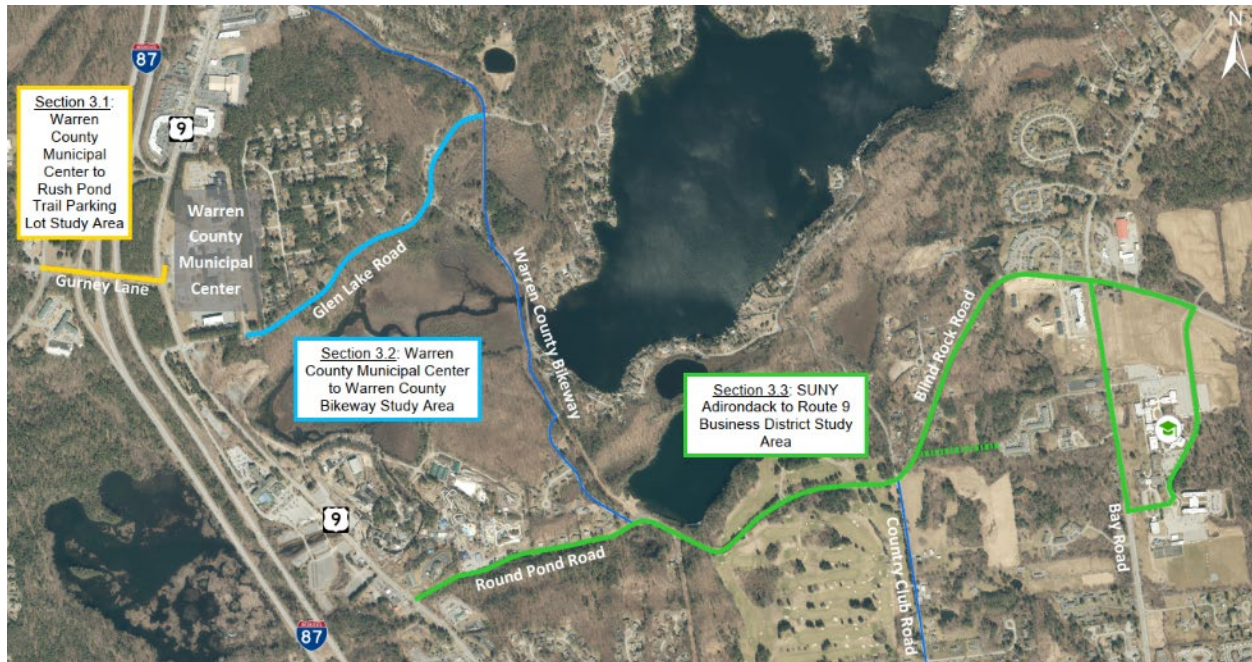 N
INTERSTATE
87
Section 3.1:
Warren
County
Municipal
Center to
Rush Pond
Trail Parking
Lot Study Area
9
Warren
County
Municipal
Center
Gurney Lane
Glen Lake Road
Warren County Bikeway
Section 3.2: Warren
County Municipal Center
to Warren County
Bikeway Study Area
Section 3.3: SUNY
Adirondack to Route 9
Business District Study
Area
Blind Rock Road
9
Round Pond Road
Country Club Road
Bay Road
INTERSTATE
87